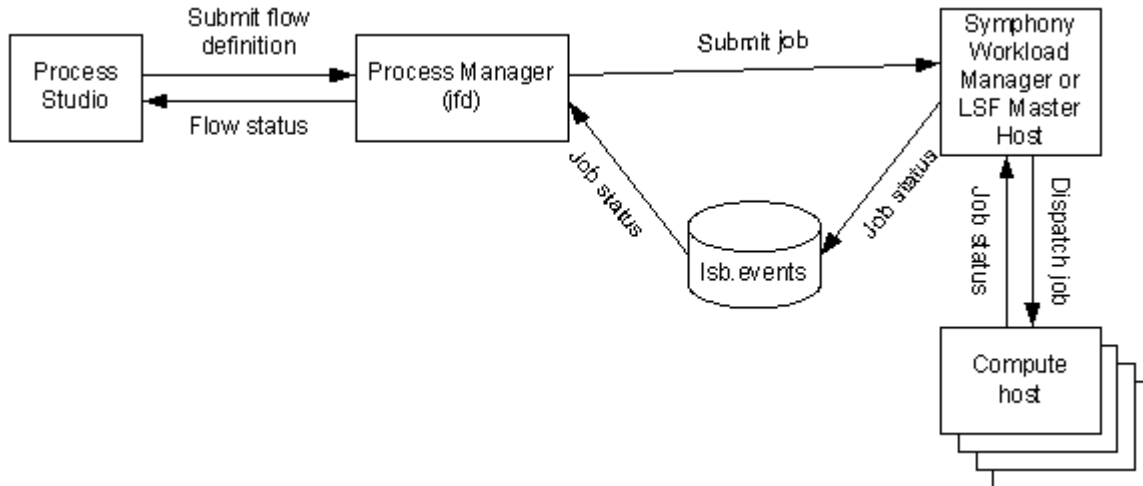 Submit flow
definition
Process
Studio
Flow status
Process Manager
(jfd)
Submit job
Symphony
Workload
Manager or
LSF Master
Host
Job status
Job status
lsb.events
Job status
Dispatch job
Compute
host